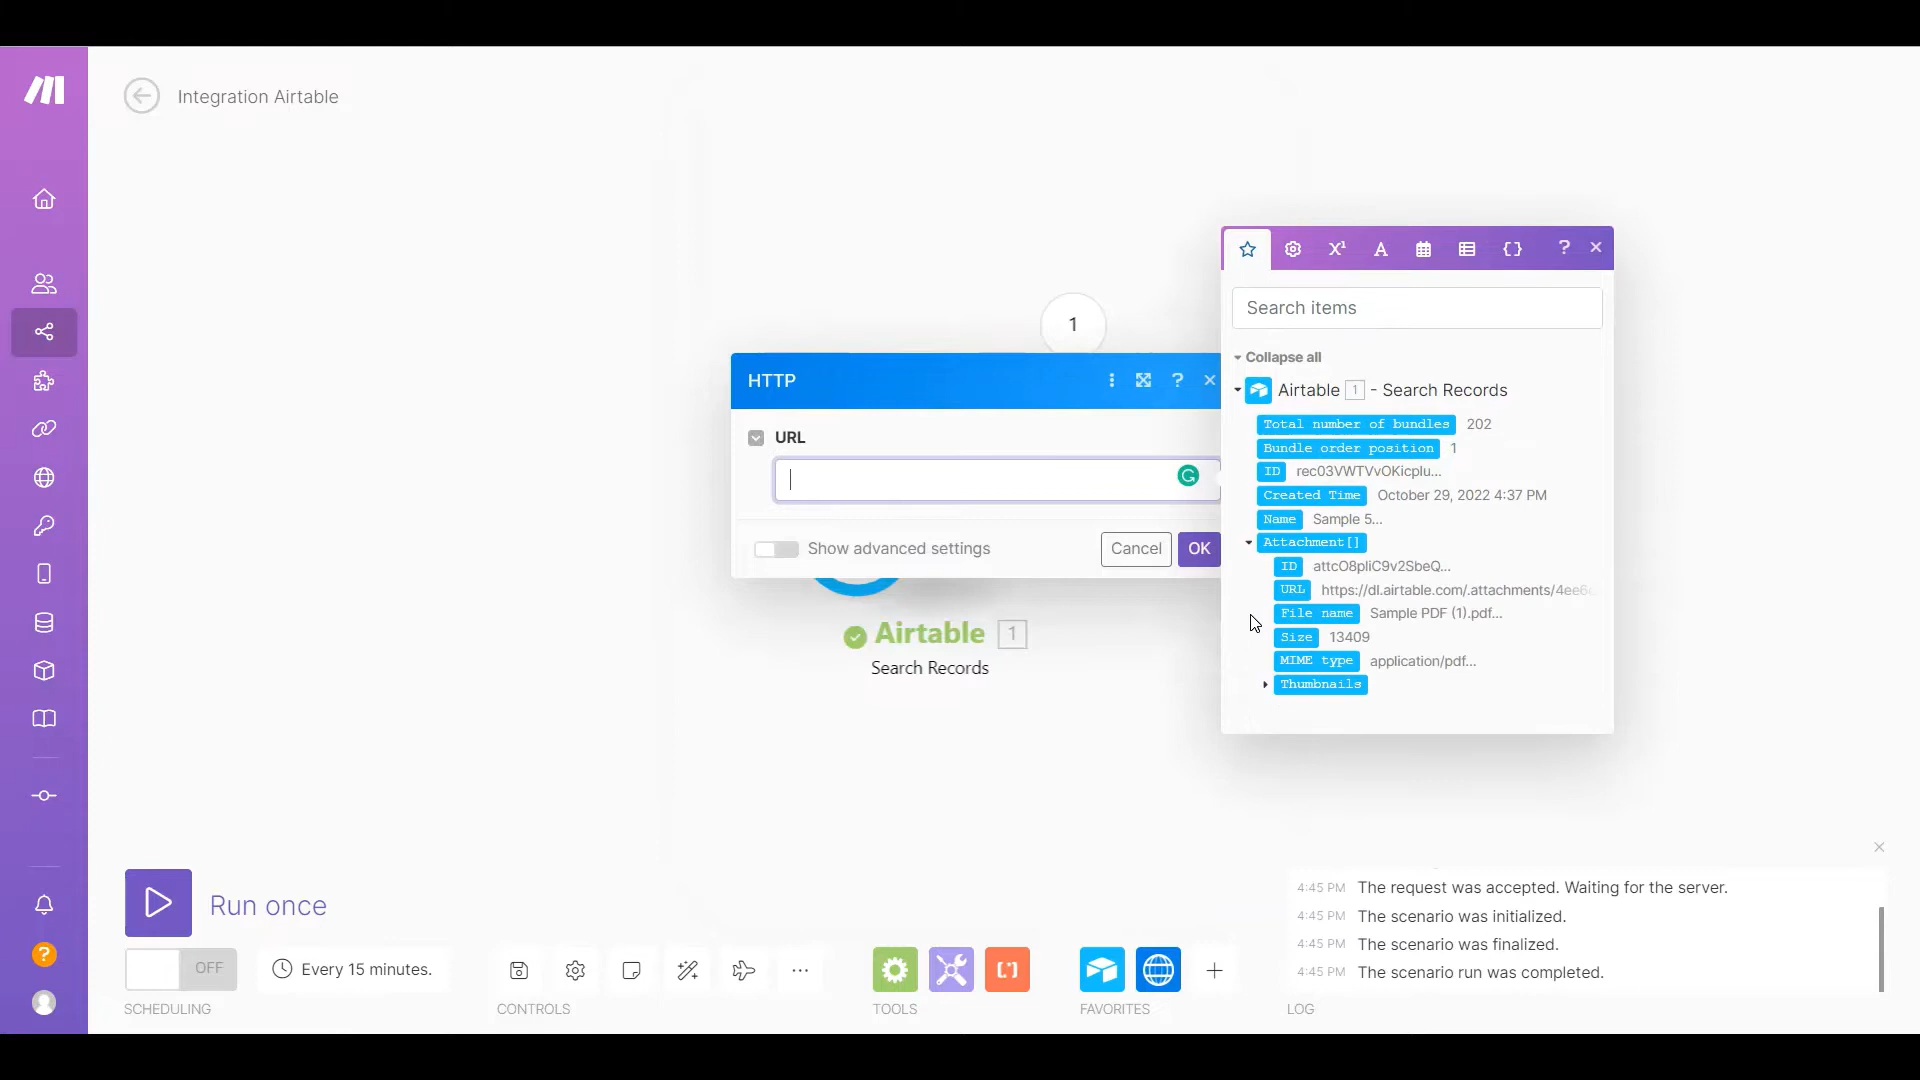 Integration Airtable
1
HTTP
?
URL
Show advanced settings
Cancel
OK
Airtable 1
Search Records
A
?
Search items
Collapse all
Airtable 1 - Search Records
Total number of bundles 202
Bundle order position 1
ID rec03VWTVvOKicplu...
Created Time October 29, 2022 4:37 PM
Name Sample 5...
Attachment[]
ID attcO8pliC9v2SbeQ...
URL https://dl.airtable.com/.attachments/4ee6
File name Sample PDF (1).pdf...
Size 13409
MIME type application/pdf...
Thumbnails
Run once
OFF
Every 15 minutes.
SCHEDULING
CONTROLS
TOOLS
FAVORITES
4:45 PM The request was accepted. Waiting for the server.
4:45 PM The scenario was initialized.
4:45 PM The scenario was finalized.
4:45 PM The scenario run was completed.
LOG
?